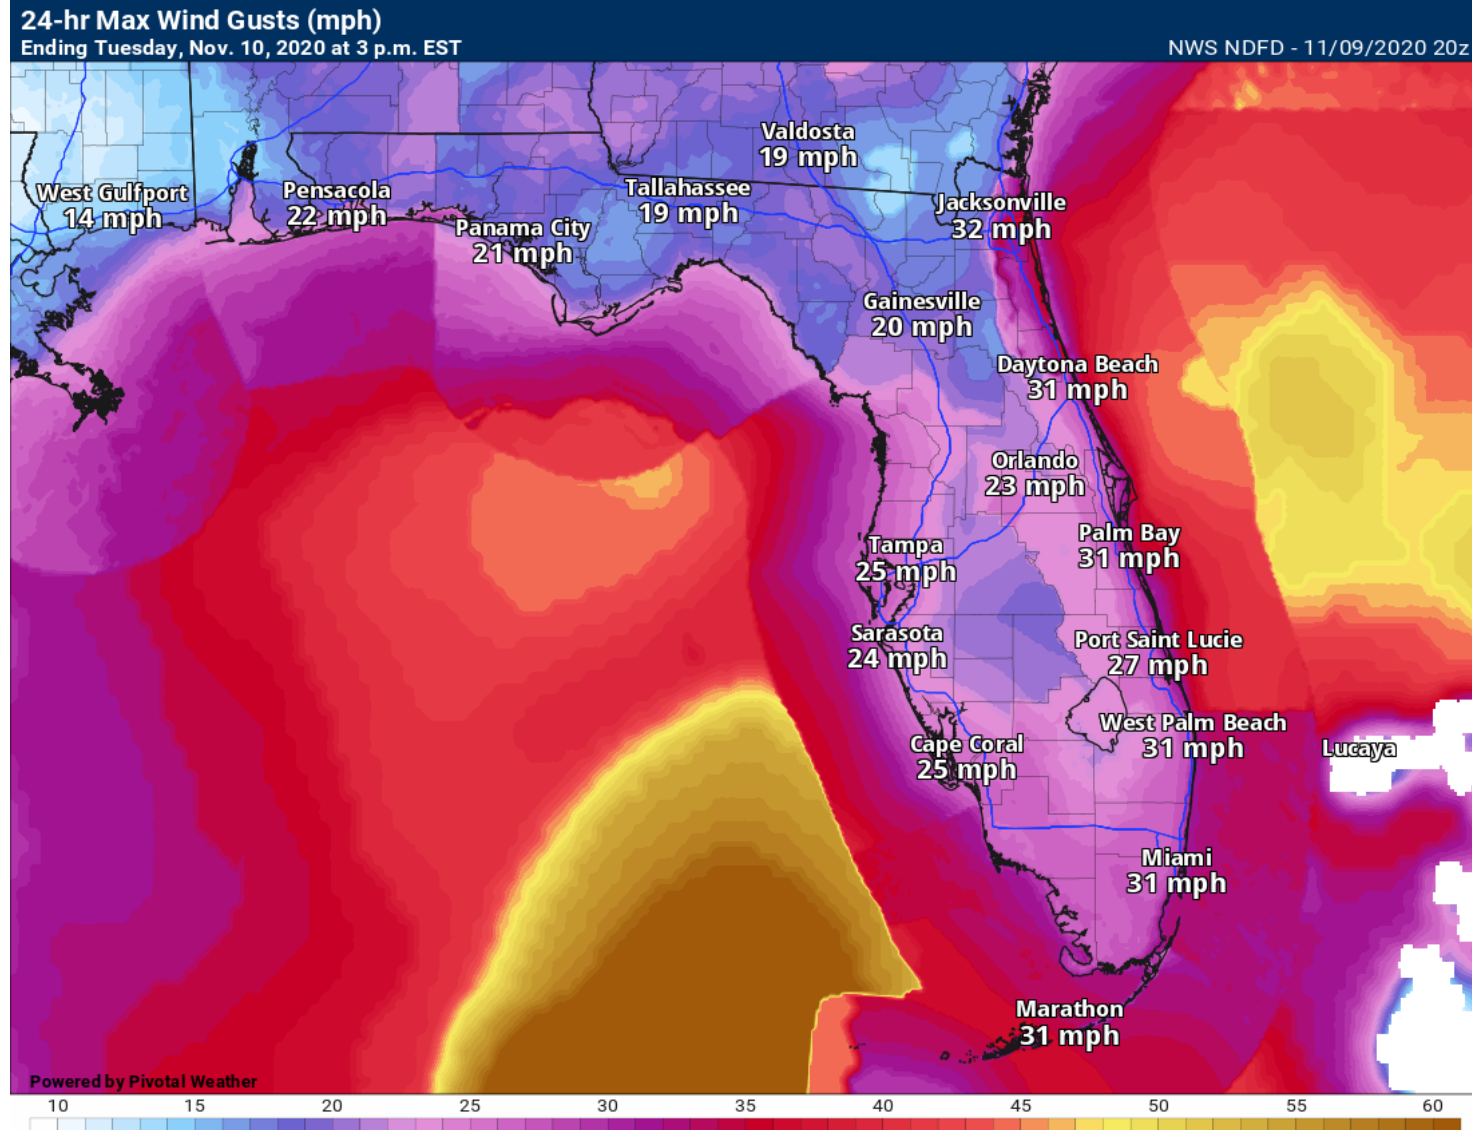 24-hr Max Wind Gusts (mph)
Ending Tuesday, Nov. 10, 2020 at 3 p.m. EST
NWS NDFD - 11/09/2020 20z
Valdosta
19 mph
West Gulfport
14 mph
Pensacola
22 mph
Tallahassee
19 mph
Jacksonville
32 mph
Panama City
21 mph
Gainesville
20 mph
Daytona Beach
31 mph
Orlando
23 mph
Palm Bay
31 mph
Tampa
25 mph
Sarasota
24 mph
Port Saint Lucie
27 mph
West Palm Beach
31 mph
Lucaya
Cape Coral
25 mph
Miami
31 mph
Marathon
31 mph
Powered by Pivotal Weather
10 15 20 25 30 35 40 45 50 55 60